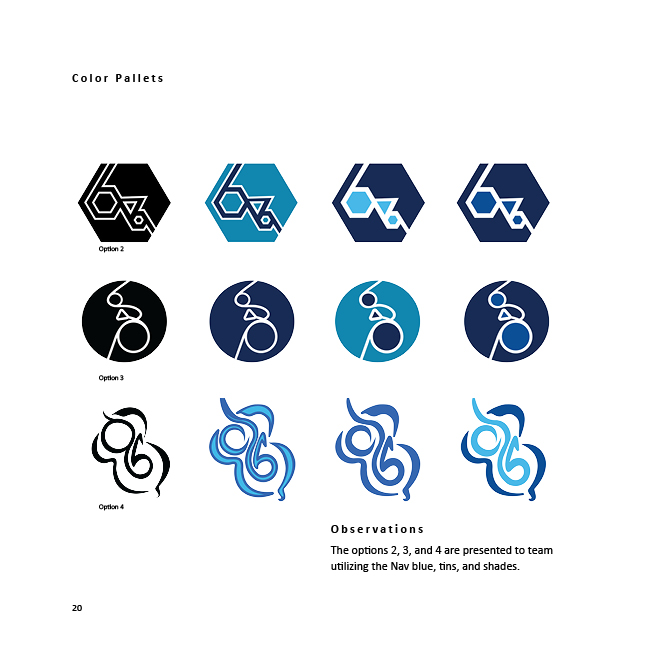 Color Pallets
Option 2
Option 3
Option 4
Observations
The options 2, 3, and 4 are presented to team
utilizing the Nav blue, tins, and shades.
20